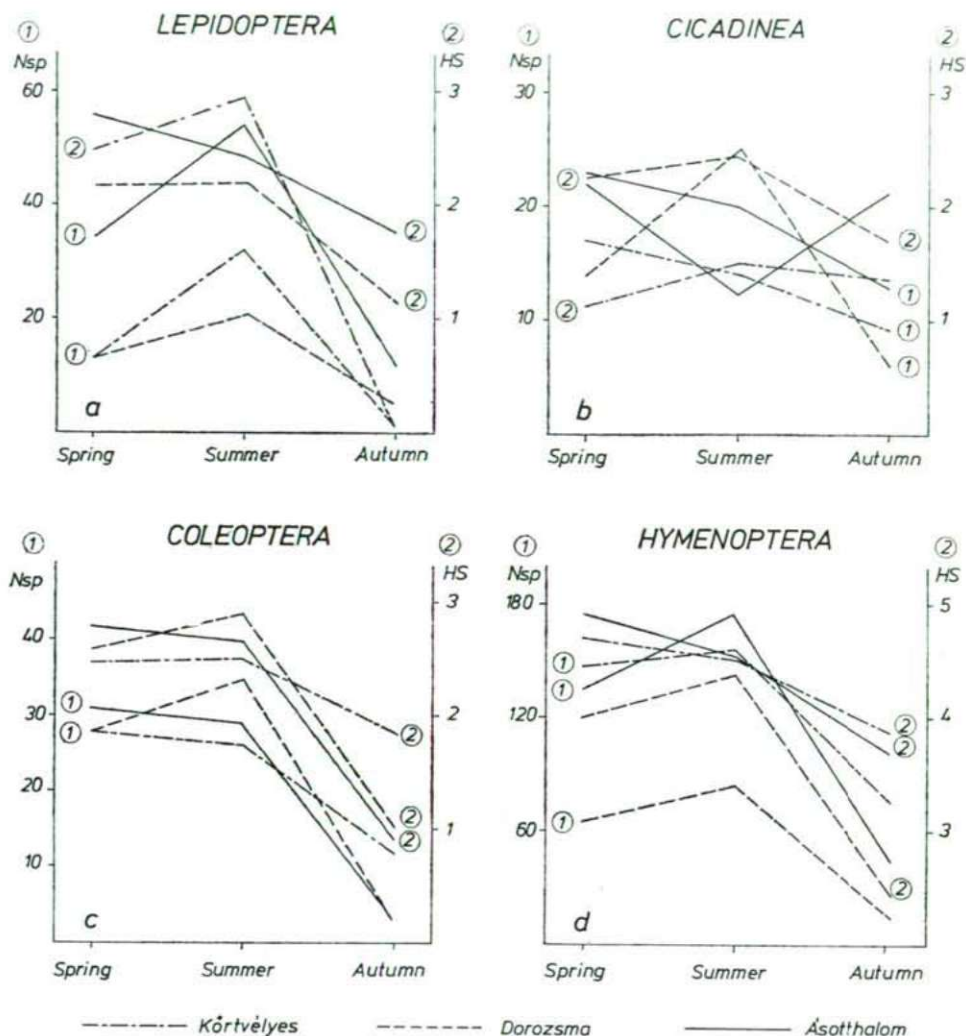 ① LEPIDOPTERA ②
Nsp HS
60 3
40 2
20 1
② ① ① ② ②
a
Spring Summer Autumn
① CICADINEA ②
Nsp HS
30 3
20 2
10 1
② ② ② ① ① ①
b
Spring Summer Autumn
① COLEOPTERA ②
Nsp HS
3
40
30 2
20
1
10
① ① ② ② ②
c
Spring Summer Autumn
① HYMENOPTERA ②
Nsp HS
180 5
120 4
60 3
① ① ① ② ② ②
d
Spring Summer Autumn
Körtvélyes Dorozsma Ásotthalom